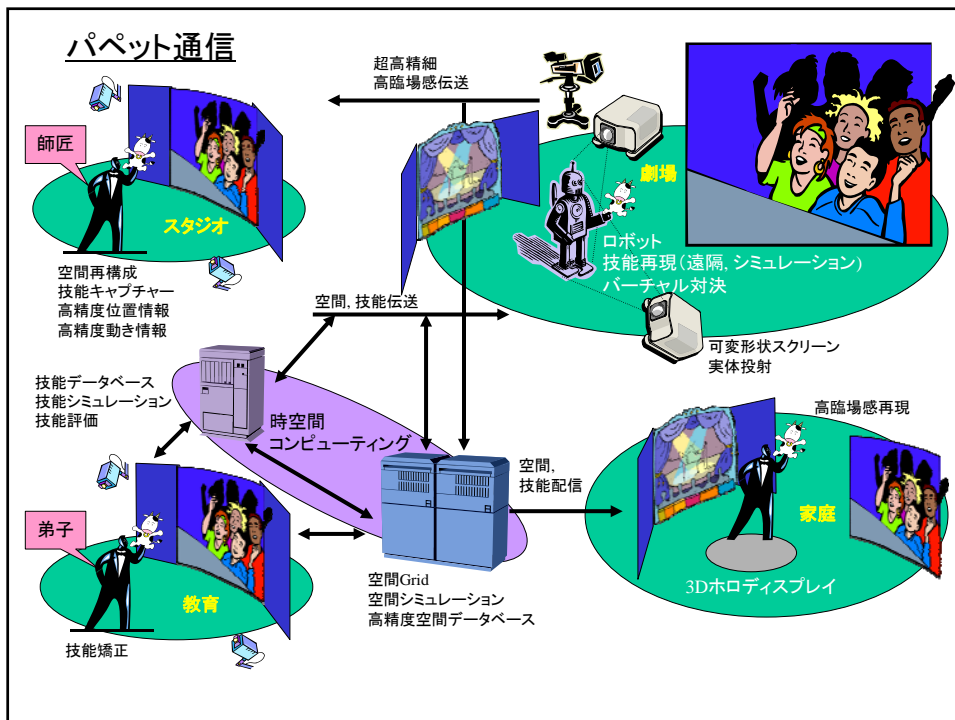 パペット通信
超高精細
高臨場感伝送
師匠
スタジオ
空間再構成
技能キャプチャー
高精度位置情報
高精度動き情報
劇場
ロボット
技能再現(遠隔, シミュレーション)
バーチャル対決
空間, 技能伝送
可変形状スクリーン
実体投射
技能データベース
技能シミュレーション
技能評価
時空間
コンピューティング
高臨場感再現
空間,
技能配信
家庭
3Dホロディスプレイ
弟子
教育
技能矯正
空間Grid
空間シミュレーション
高精度空間データベース